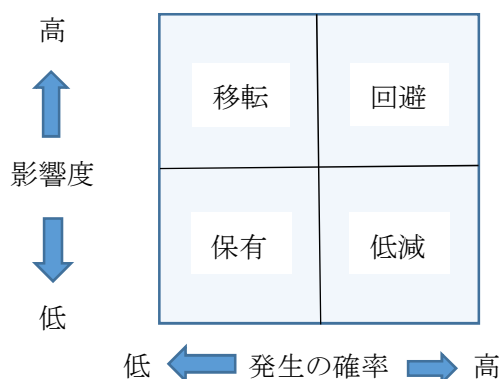 高
移転 回避
影響度
保有 低減
低
低 発生の確率 高